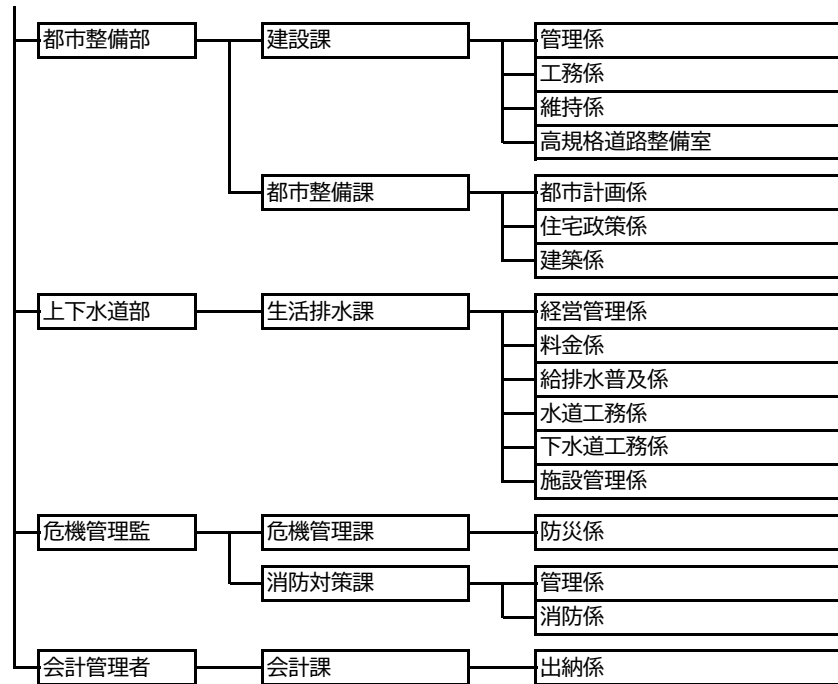 都市整備部 建設課 管理係
工務係
維持係
高規格道路整備室
都市整備課 都市計画係
住宅政策係
建築係
上下水道部 生活排水課 経営管理係
料金係
給排水普及係
水道工務係
下水道工務係
施設管理係
危機管理監 危機管理課 防災係
消防対策課 管理係
消防係
会計管理者 会計課 出納係